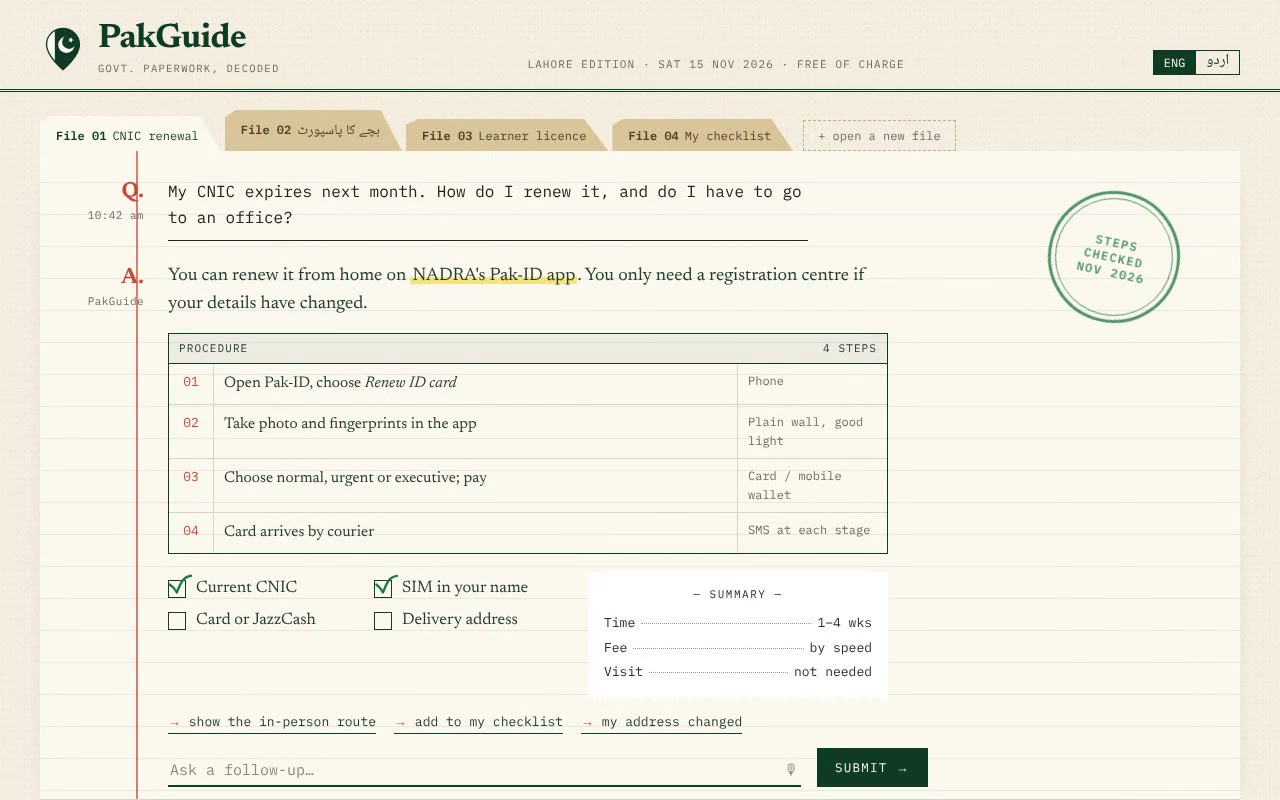 PakGuide
GOVT. PAPERWORK, DECODED
LAHORE EDITION · SAT 15 NOV 2026 · FREE OF CHARGE
ENG اردو
File 01 CNIC renewal
File 02 بچے کا پاسپورٹ
File 03 Learner licence
File 04 My checklist
+ open a new file
Q.
10:42 am
My CNIC expires next month. How do I renew it, and do I have to go
to an office?
STEPS
CHECKED
NOV 2026
A.
PakGuide
You can renew it from home on NADRA's Pak-ID app. You only need a registration centre if
your details have changed.
PROCEDURE 4 STEPS
01 Open Pak-ID, choose Renew ID card Phone
02 Take photo and fingerprints in the app Plain wall, good
light
03 Choose normal, urgent or executive; pay Card / mobile
wallet
04 Card arrives by courier SMS at each stage
Current CNIC
SIM in your name
Card or JazzCash
Delivery address
— SUMMARY —
Time 1–4 wks
Fee by speed
Visit not needed
→ show the in-person route → add to my checklist → my address changed
Ask a follow-up…
SUBMIT →